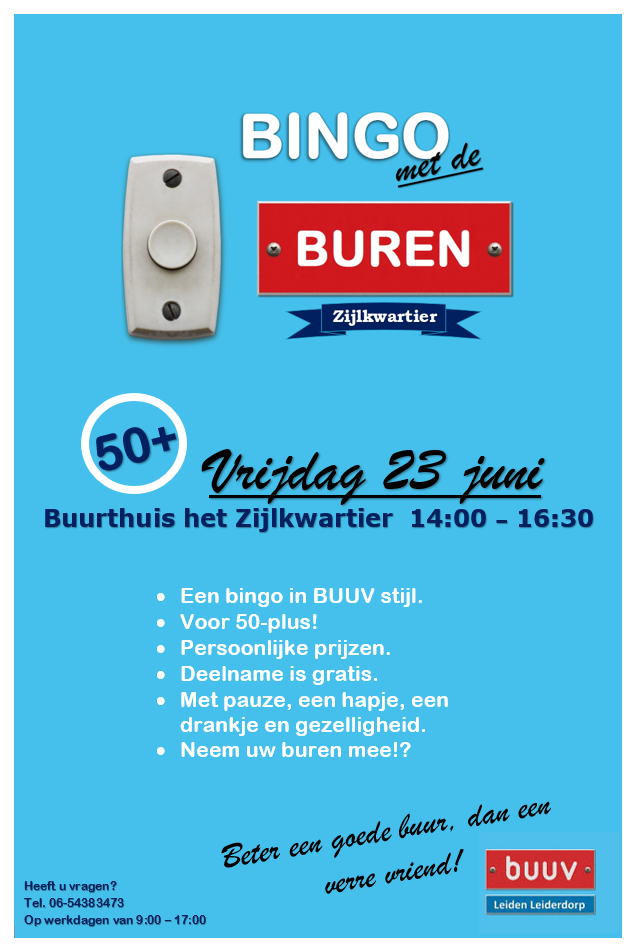 BINGO
met de
BUREN
Zijlkwartier
50+
Vrijdag 23 juni
Buurthuis het Zijlkwartier 14:00 – 16:30
• Een bingo in BUUV stijl.
• Voor 50-plus!
• Persoonlijke prijzen.
• Deelname is gratis.
• Met pauze, een hapje, een
drankje en gezelligheid.
• Neem uw buren mee!?
Beter een goede buur, dan een
verre vriend!
buuv
Leiden Leiderdorp
Heeft u vragen?
Tel. 06-54383473
Op werkdagen van 9:00 – 17:00